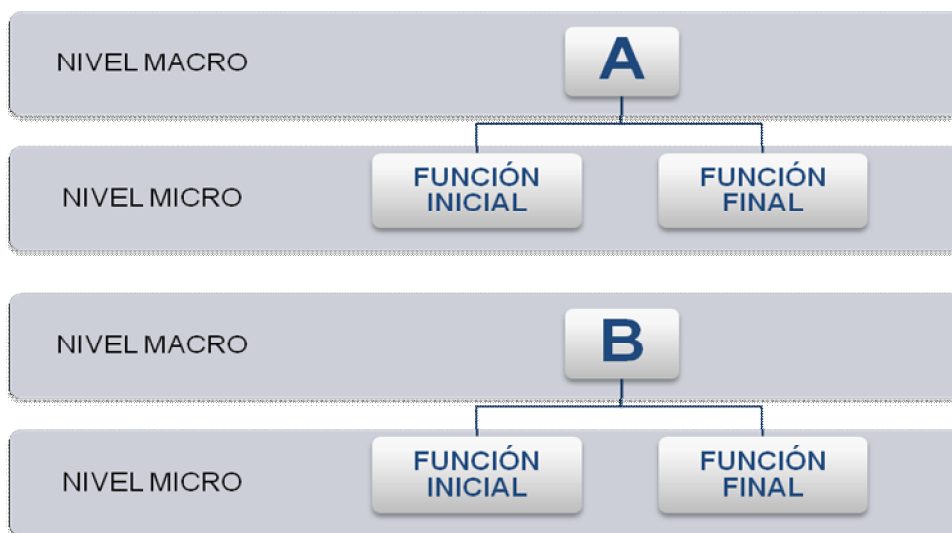 NIVEL MACRO
A
NIVEL MICRO
FUNCIÓN
INICIAL
FUNCIÓN
FINAL
NIVEL MACRO
B
NIVEL MICRO
FUNCIÓN
INICIAL
FUNCIÓN
FINAL